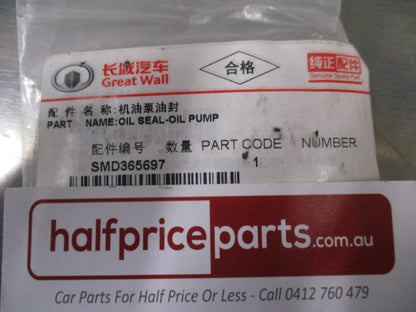 长城汽车
Great Wall
合格
纯正配件
Genuine Spare Parts
配 件 名 称:机油泵油封
PART NAME:OIL SEAL-OIL PUMP
配件编号 数量 PART CODE NUMBER
SMD365697 1
halfpriceparts.com.au
Car Parts For Half Price Or Less - Call 0412 760 479